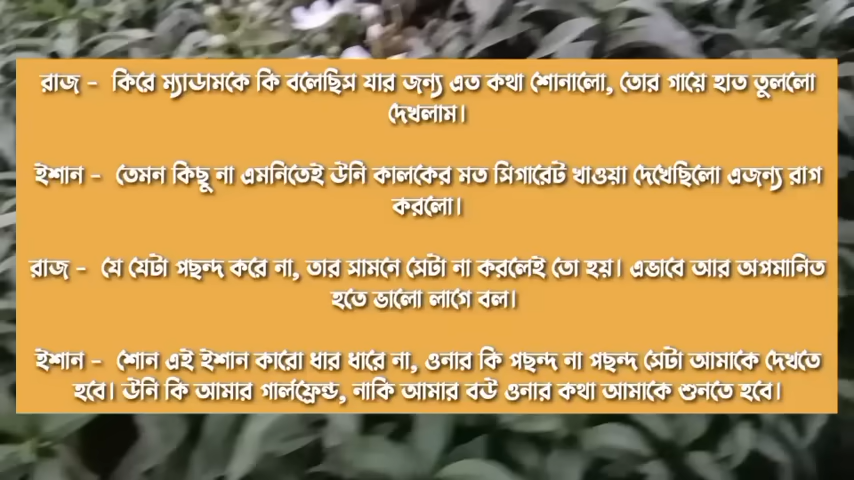 রাজ - কিরে ম্যাডামকে কি বলেছিস যার জন্য এত কথা শোনালো, তোর গায়ে হাত তুললো
দেখলাম।
ইশান - তেমন কিছু না এমনিতেই উনি কালকের মত সিগারেট খাওয়া দেখেছিলো এজন্য রাগ
করলো।
রাজ - যে যেটা পছন্দ করে না, তার সামনে সেটা না করলেই তো হয়। এভাবে আর অপমানিত
হতে ভালো লাগে বল।
ইশান - শোন এই ইশান কারো ধার ধারে না, ওনার কি পছন্দ না পছন্দ সেটা আমাকে দেখতে
হবে। উনি কি আমার গার্লফ্রেন্ড, নাকি আমার বউ ওনার কথা আমাকে শুনতে হবে।